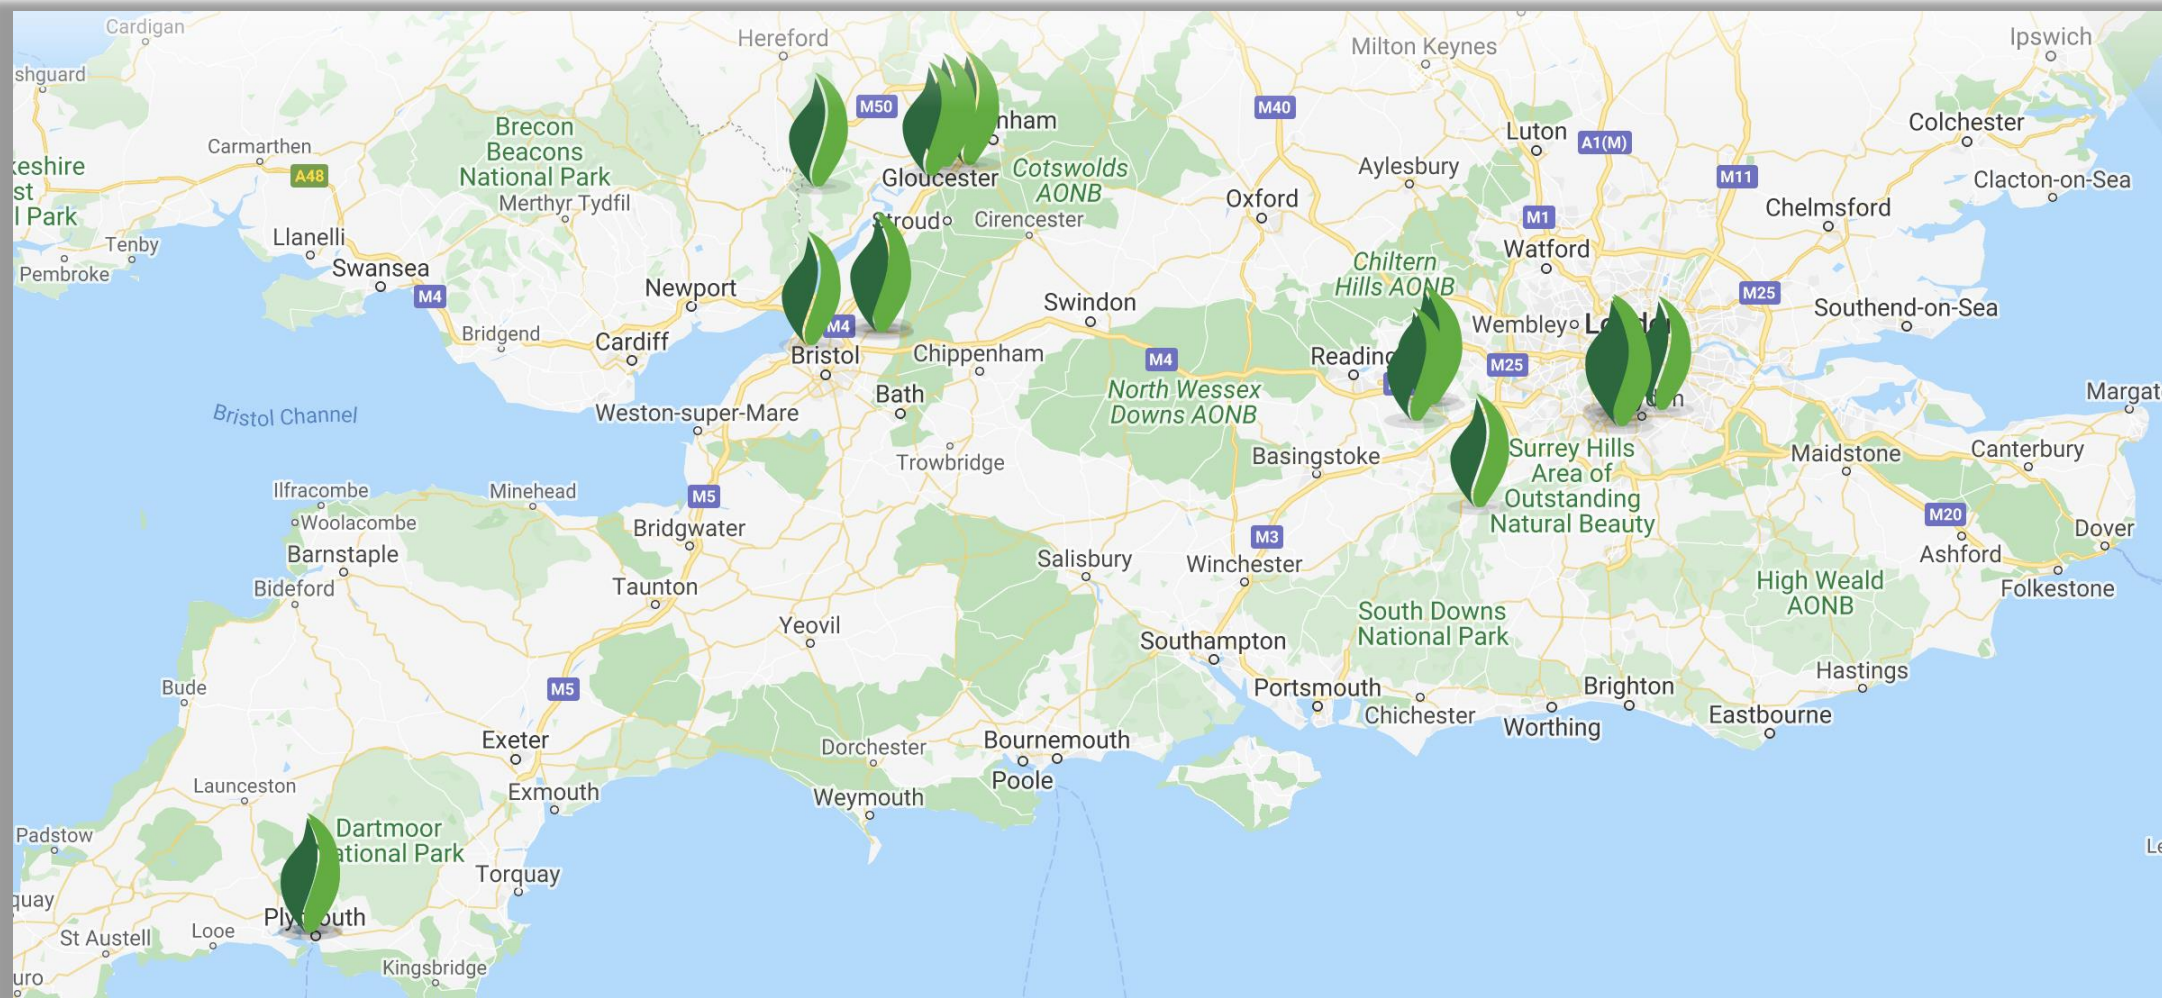 Cardigan
Hereford
Milton Keynes
Ipswich
shguard
M50
M40
nham
Colchester
Brecon
Beacons
National Park
Luton
A1(M)
Carmarthen
keshire
st
l Park
A48
Gloucester
Cotswolds
AONB
Aylesbury
M11
Clacton-on-Sea
Merthyr Tydfil
Oxford
Chelmsford
Stroud
Cirencester
M1
Llanelli
Tenby
Watford
Pembroke
Swansea
Chiltern
Hills AONB
M4
Newport
Swindon
M25
Southend-on-Sea
Bridgend
Cardiff
M4
Wembley
Bristol
Chippenham
M4
Reading
M25
North Wessex
Downs AONB
Bath
Margat
Bristol Channel
Weston-super-Mare
Trowbridge
Basingstoke
Surrey Hills
Area of
Outstanding
Natural Beauty
Maidstone
Canterbury
Ilfracombe
Minehead
M5
Woolacombe
Bridgwater
M3
M20
Dover
Barnstaple
Salisbury
Winchester
Ashford
Bideford
Taunton
High Weald
AONB
Folkestone
Yeovil
South Downs
National Park
Southampton
Hastings
Bude
M5
Portsmouth
Chichester
Brighton
Worthing
Eastbourne
Exeter
Dorchester
Bournemouth
Poole
Launceston
Exmouth
Weymouth
Padstow
Dartmoor
ational Park
Le
Torquay
quay
Plymouth
St Austell
Looe
Kingsbridge
uro